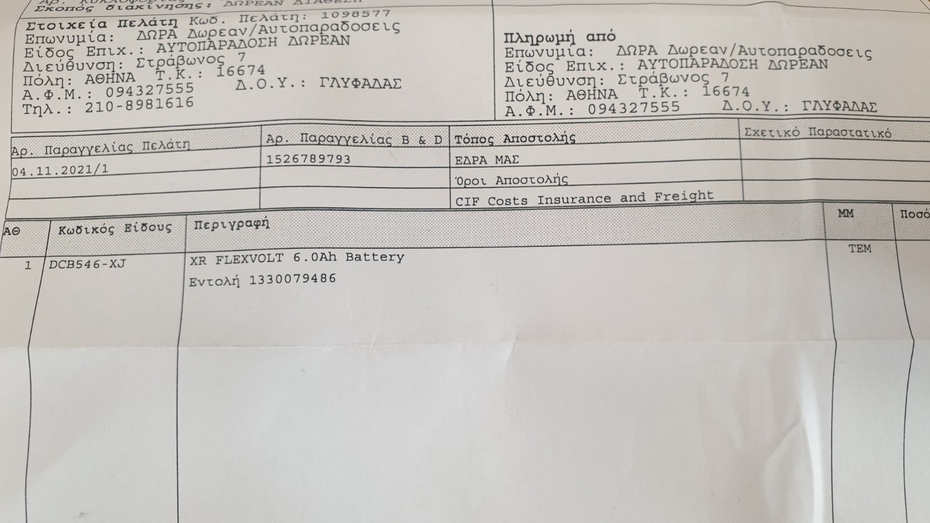 Σκοπός διακίνησης: ΔΩΡΕΑΝ ΔΙΑΘΕΣΗ
Στοιχεία Πελάτη Κωδ. Πελάτη: 1098577
Επωνυμία: ΔΩΡΑ Δωρεαν/Αυτοπαραδοσεις
Είδος Επιχ.: ΑΥΤΟΠΑΡΑΔΟΣΗ ΔΩΡΕΑΝ
Διεύθυνση: Στράβωνος 7
Πόλη: ΑΘΗΝΑ Τ.Κ.: 16674
Α.Φ.Μ.: 094327555 Δ.Ο.Υ.: ΓΛΥΦΑΔΑΣ
Τηλ.: 210-8981616
Πληρωμή από
Επωνυμία: ΔΩΡΑ Δωρεαν/Αυτοπαραδοσεις
Είδος Επιχ.: ΑΥΤΟΠΑΡΑΔΟΣΗ ΔΩΡΕΑΝ
Διεύθυνση: Στράβωνος 7
Πόλη: ΑΘΗΝΑ Τ.Κ.: 16674
Α.Φ.Μ.: 094327555 Δ.Ο.Υ.: ΓΛΥΦΑΔΑΣ
Αρ. Παραγγελίας Πελάτη Αρ. Παραγγελίας B & D Τόπος Αποστολής Σχετικό Παραστατικό
04.11.2021/1 1526789793 ΕΔΡΑ ΜΑΣ
Όροι Αποστολής
CIF Costs Insurance and Freight
ΑΘ Κωδικός Είδους Περιγραφή ΜΜ Ποσό
1 DCB546-XJ XR FLEXVOLT 6.0Ah Battery ΤΕΜ
Εντολή 1330079486